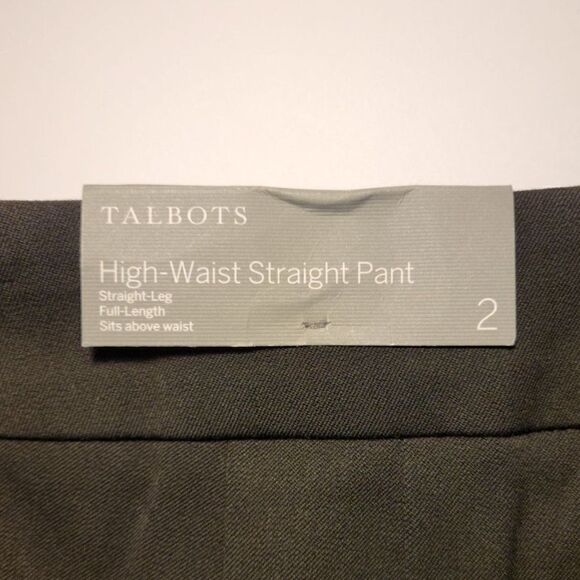 TALBOTS
High-Waist Straight Pant
Straight-Leg
Full-Length
Sits above waist
2